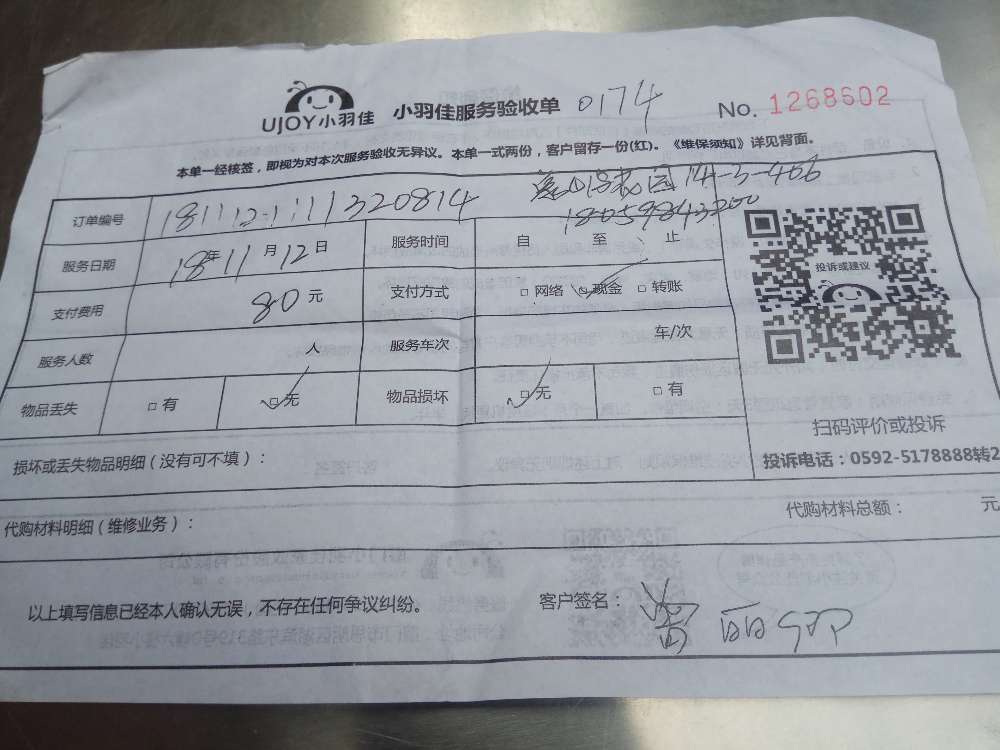 UJOY小羽佳 小羽佳服务验收单 0174 No. 1268602
本单一经核签，即视为对本次服务验收无异议。本单一式两份，客户留存一份(红)。《维保须知》详见背面。
花园14-3-406
订单编号 181112-1111320814 18059843200
服务日期 18年11月12日 服务时间 自 至 止
投诉或建议
支付费用 80元 支付方式 □网络 □现金 □转账
服务人数 人 服务车次 车/次
物品丢失 □有 □无 物品损坏 □无 □有
扫码评价或投诉
损坏或丢失物品明细（没有可不填）： 投诉电话：0592-5178888转2
代购材料明细（维修业务）： 代购材料总额： 元
以上填写信息已经本人确认无误，不存在任何争议纠纷。 客户签名：